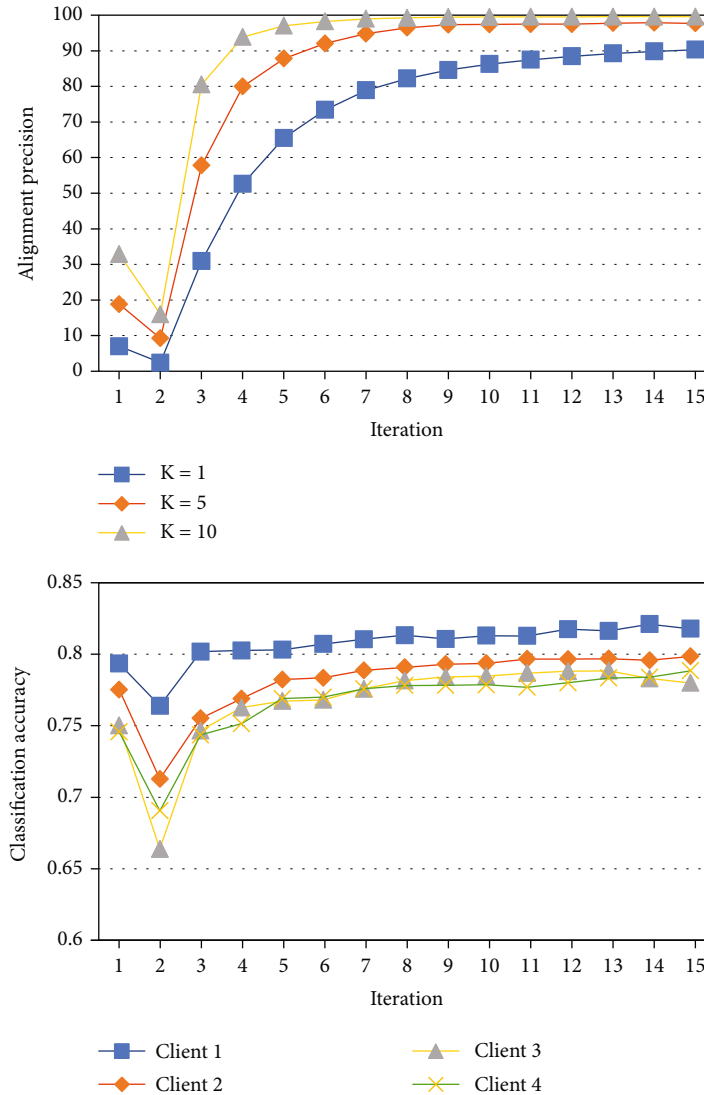 100
90
80
70
60
50
40
30
20
10
0
Alignment precision
1 2 3 4 5 6 7 8 9 10 11 12 13 14 15
Iteration
K = 1
K = 5
K = 10
0.85
0.8
0.75
0.7
0.65
0.6
Classification accuracy
1 2 3 4 5 6 7 8 9 10 11 12 13 14 15
Iteration
Client 1 Client 3
Client 2 Client 4